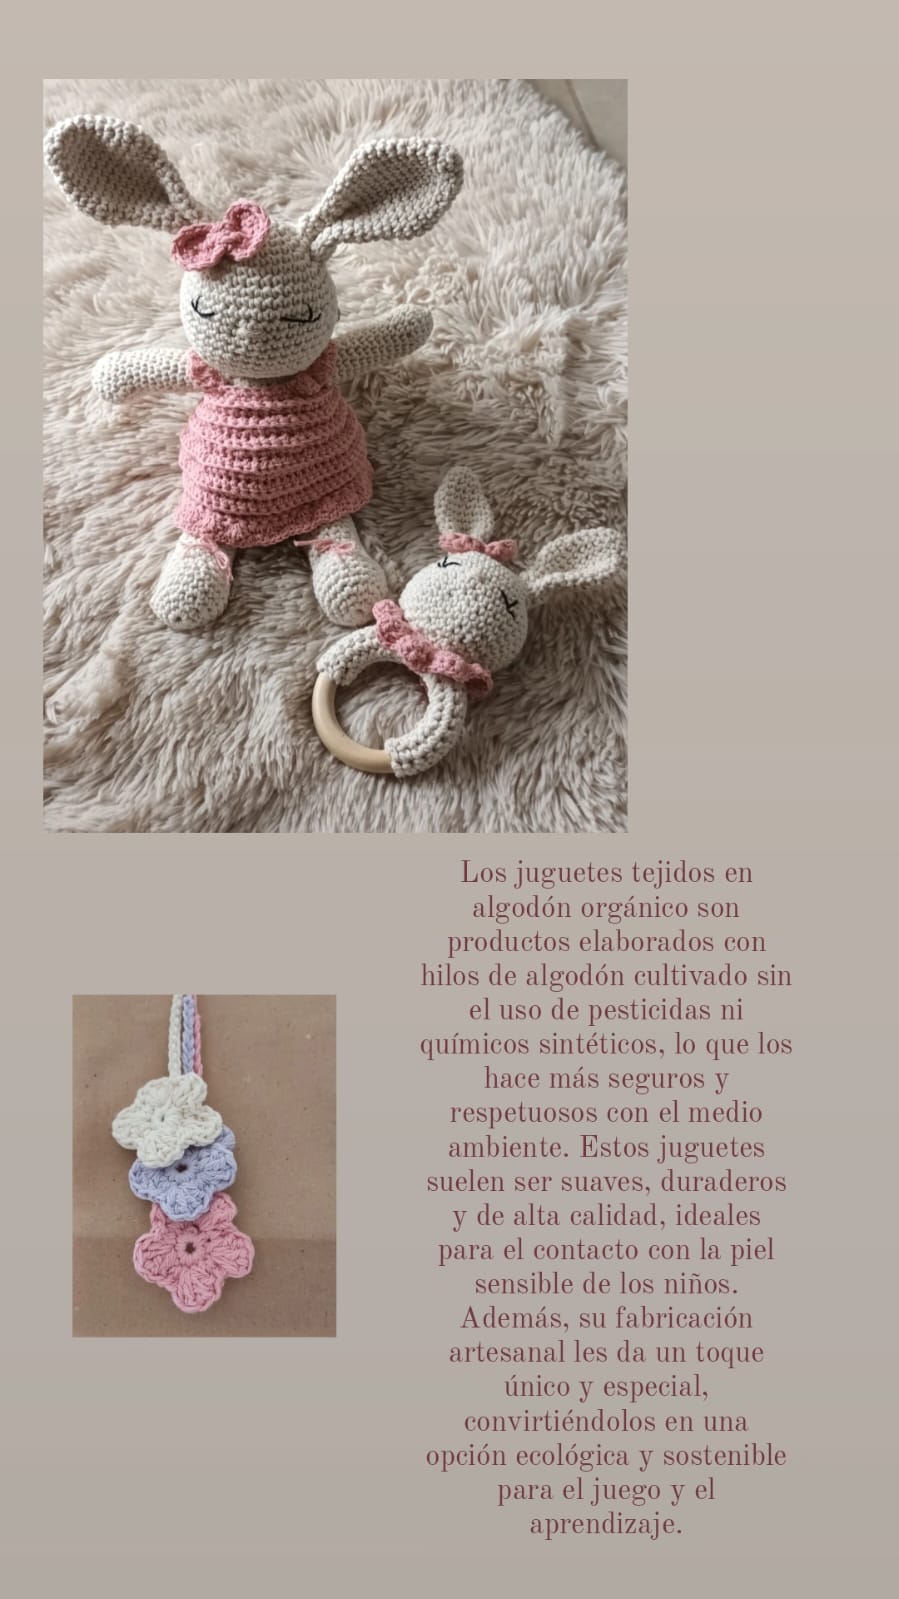 Los juguetes tejidos en
algodón orgánico son
productos elaborados con
hilos de algodón cultivado sin
el uso de pesticidas ni
químicos sintéticos, lo que los
hace más seguros y
respetuosos con el medio
ambiente. Estos juguetes
suelen ser suaves, duraderos
y de alta calidad, ideales
para el contacto con la piel
sensible de los niños.
Además, su fabricación
artesanal les da un toque
único y especial,
convirtiéndolos en una
opción ecológica y sostenible
para el juego y el
aprendizaje.